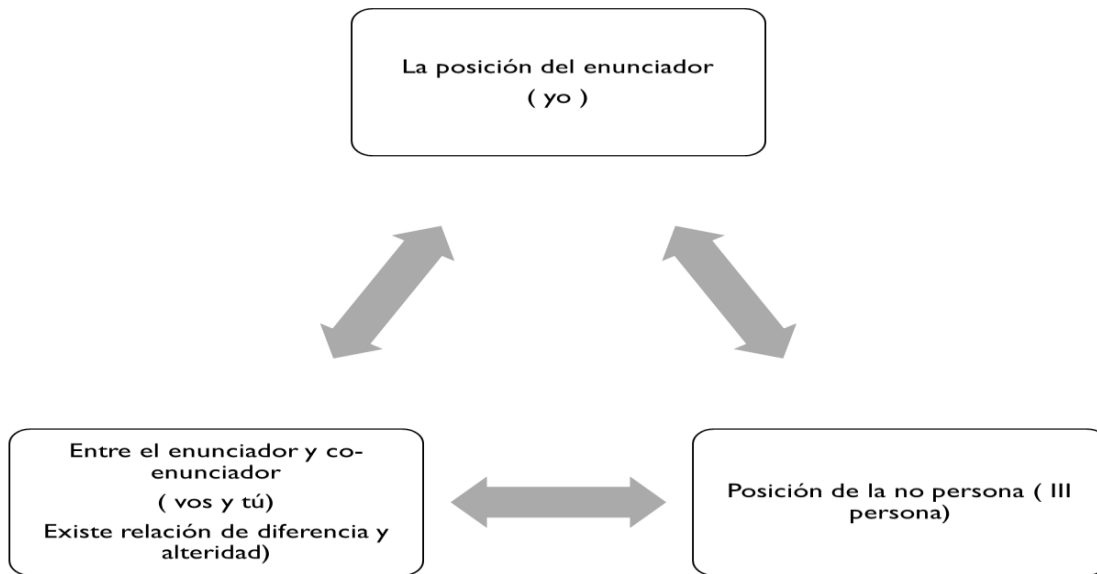 La posición del enunciador
( yo )
Entre el enunciador y co-
enunciador
( vos y tú)
Existe relación de diferencia y
alteridad)
Posición de la no persona ( III
persona)